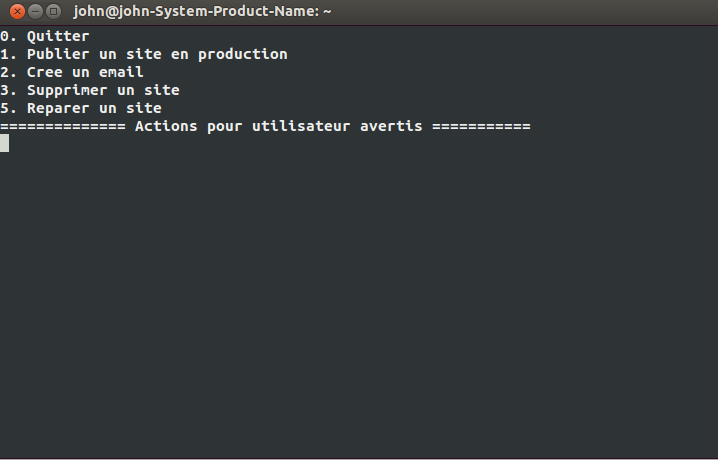 john@john-System-Product-Name: ~
0. Quitter
1. Publier un site en production
2. Cree un email
3. Supprimer un site
5. Reparer un site
============== Actions pour utilisateur avertis ===========